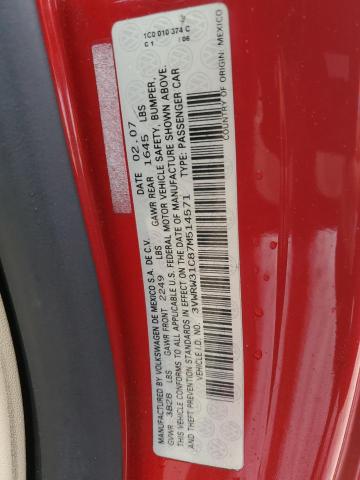 1C0 010 374 C
C 1 / 06
MANUFACTURED BY VOLKSWAGEN DE MEXICO S.A. DE C.V. DATE 02.07
GVWR 3828 LBS GAWR FRONT 2249 LBS GAWR REAR 1645 LBS
THIS VEHICLE CONFORMS TO ALL APPLICABLE U.S. FEDERAL MOTOR VEHICLE SAFETY, BUMPER,
AND THEFT PREVENTION STANDARDS IN EFFECT ON THE DATE OF MANUFACTURE SHOWN ABOVE.
VEHICLE I.D. NO.: 3VWRW31C87M514571 TYPE: PASSENGER CAR
COUNTRY OF ORIGIN: MEXICO